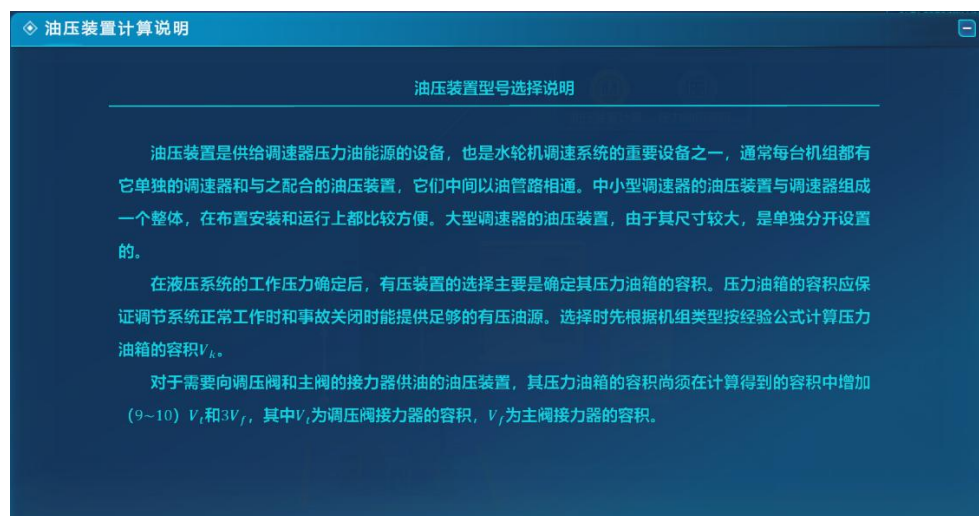 油压装置计算说明
油压装置型号选择说明
油压装置是供给调速器压力油能源的设备，也是水轮机调速系统的重要设备之一，通常每台机组都有
它单独的调速器和与之配合的油压装置，它们中间以油管路相通。中小型调速器的油压装置与调速器组成
一个整体，在布置安装和运行上都比较方便。大型调速器的油压装置，由于其尺寸较大，是单独分开设置
的。
在液压系统的工作压力确定后，有压装置的选择主要是确定其压力油箱的容积。压力油箱的容积应保
证调节系统正常工作时和事故关闭时能提供足够的有压油源。选择时先根据机组类型按经验公式计算压力
油箱的容积Vₖ。
对于需要向调压阀和主阀的接力器供油的油压装置，其压力油箱的容积尚须在计算得到的容积中增加
（9~10）Vₜ和3V_f，其中Vₜ为调压阀接力器的容积，V_f为主阀接力器的容积。